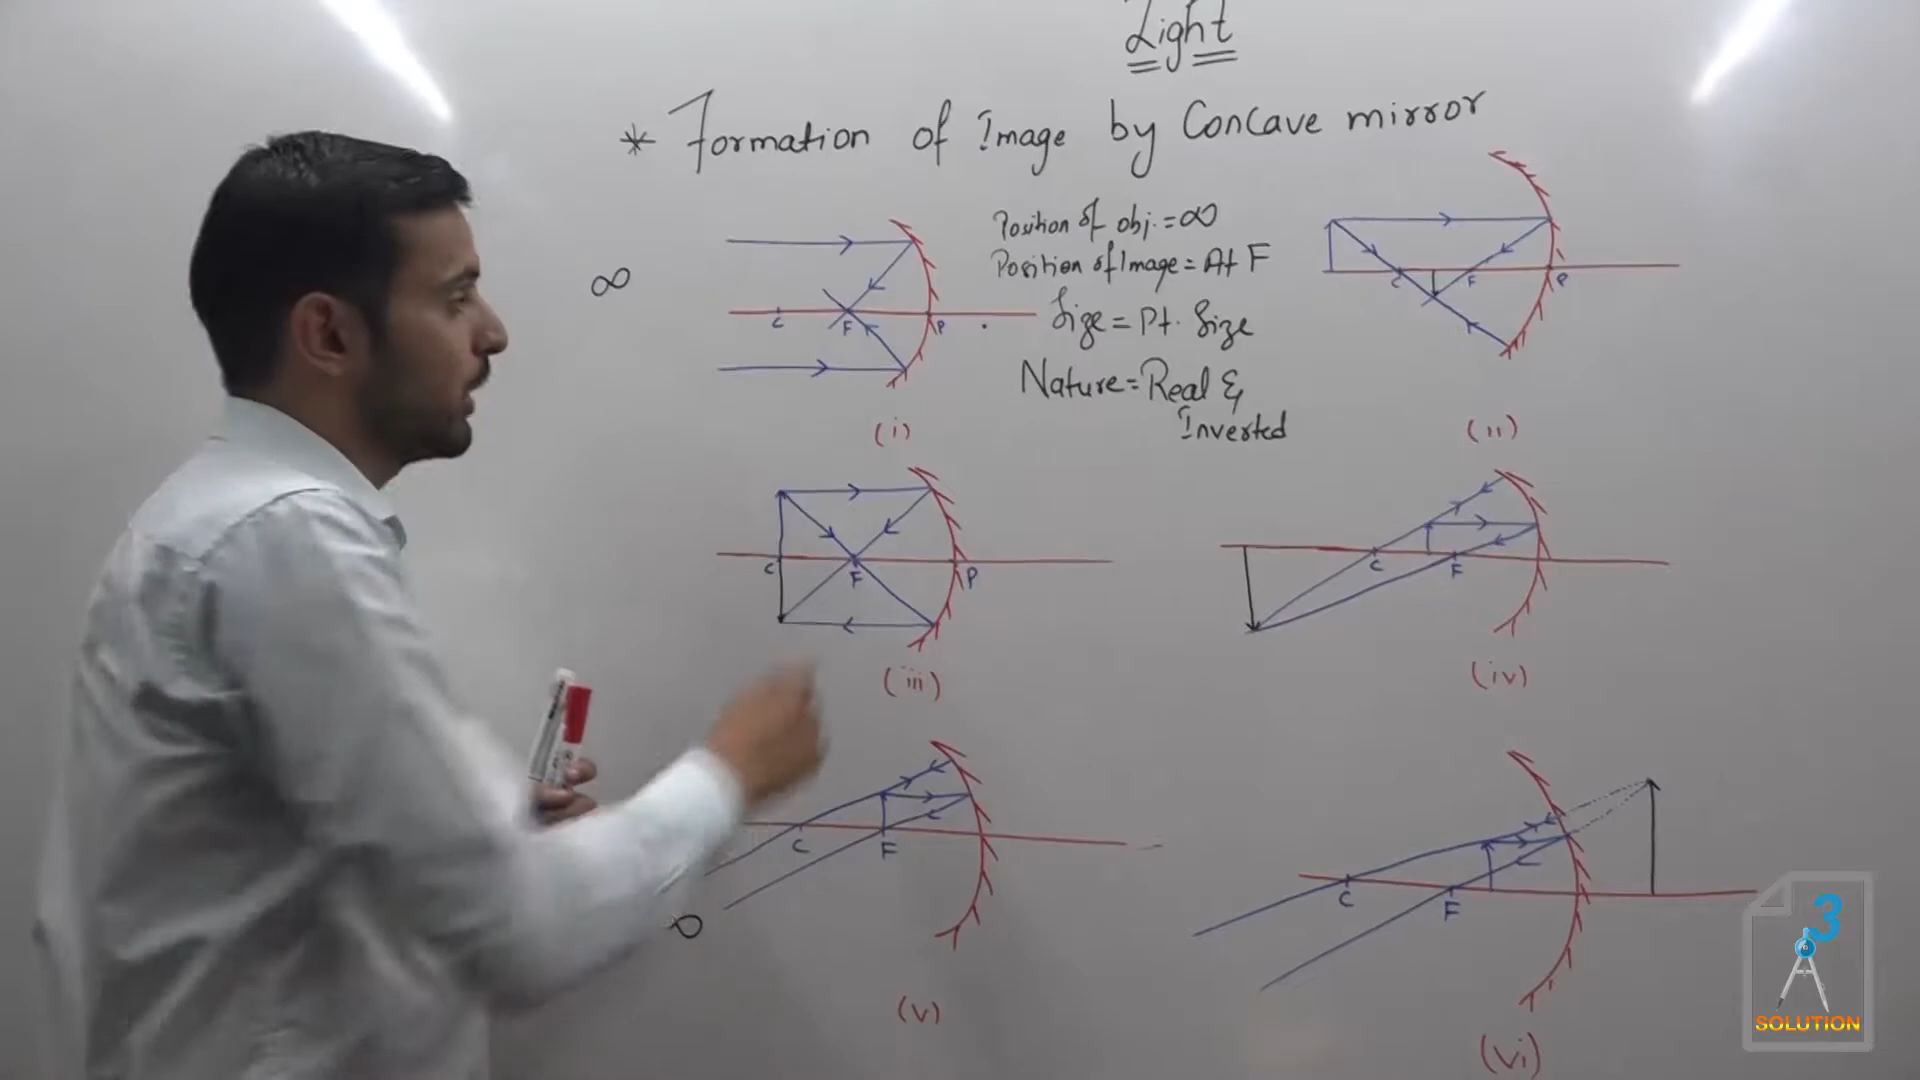 Light
* Formation of Image by Concave mirror
∞
Position of obj. = ∞
Position of Image = At F
Size = Pt. Size
Nature = Real &
Inverted
C F P
(i)
C F P
(ii)
C F P
(iii)
C F
(iv)
C F
∞
(v)
C F
(vi)
A3
SOLUTION